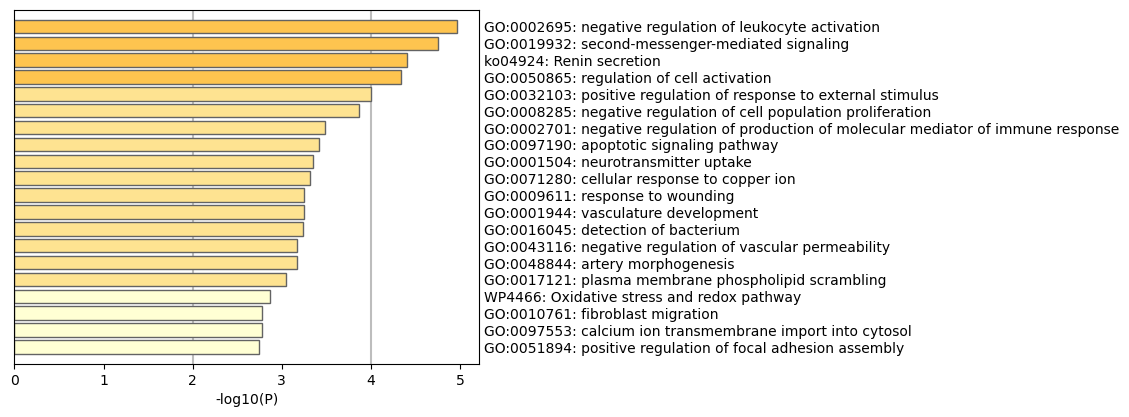 GO:0002695: negative regulation of leukocyte activation
GO:0019932: second-messenger-mediated signaling
ko04924: Renin secretion
GO:0050865: regulation of cell activation
GO:0032103: positive regulation of response to external stimulus
GO:0008285: negative regulation of cell population proliferation
GO:0002701: negative regulation of production of molecular mediator of immune response
GO:0097190: apoptotic signaling pathway
GO:0001504: neurotransmitter uptake
GO:0071280: cellular response to copper ion
GO:0009611: response to wounding
GO:0001944: vasculature development
GO:0016045: detection of bacterium
GO:0043116: negative regulation of vascular permeability
GO:0048844: artery morphogenesis
GO:0017121: plasma membrane phospholipid scrambling
WP4466: Oxidative stress and redox pathway
GO:0010761: fibroblast migration
GO:0097553: calcium ion transmembrane import into cytosol
GO:0051894: positive regulation of focal adhesion assembly
0 1 2 3 4 5
-log10(P)